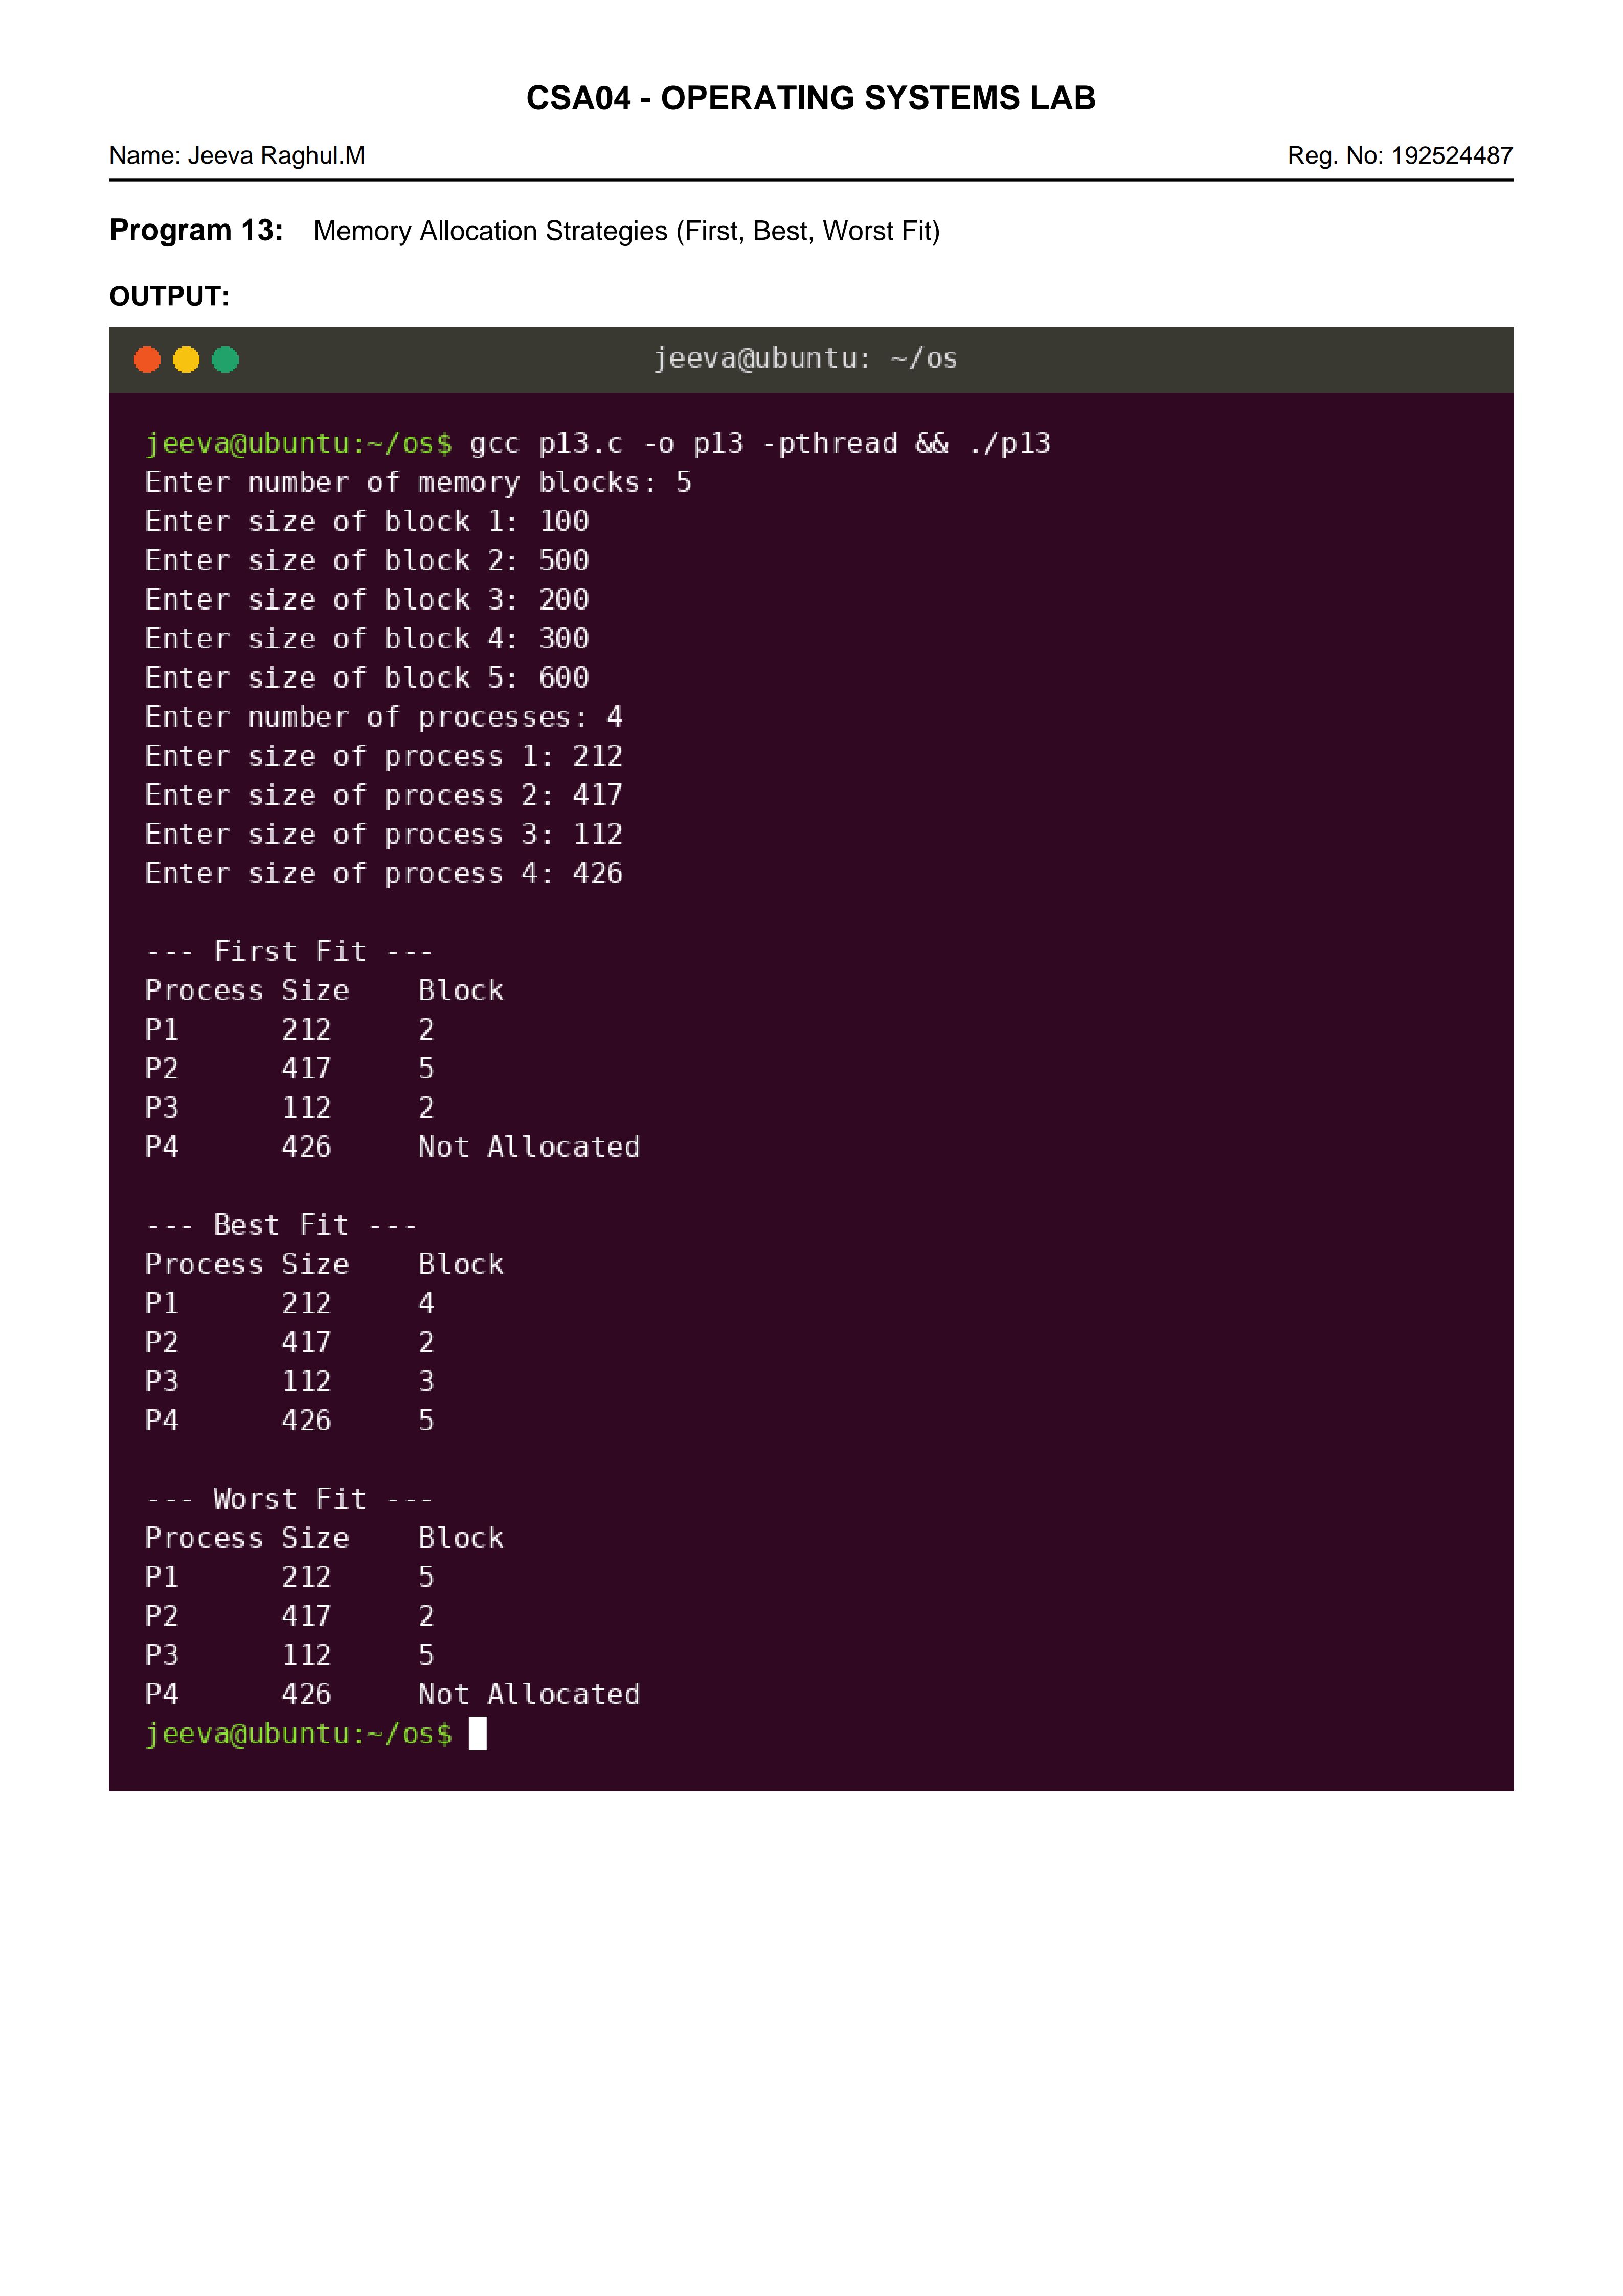 CSA04 - OPERATING SYSTEMS LAB
Name: Jeeva Raghul.M Reg. No: 192524487
Program 13: Memory Allocation Strategies (First, Best, Worst Fit)
OUTPUT:
jeeva@ubuntu: ~/os
jeeva@ubuntu:~/os$ gcc p13.c -o p13 -pthread && ./p13
Enter number of memory blocks: 5
Enter size of block 1: 100
Enter size of block 2: 500
Enter size of block 3: 200
Enter size of block 4: 300
Enter size of block 5: 600
Enter number of processes: 4
Enter size of process 1: 212
Enter size of process 2: 417
Enter size of process 3: 112
Enter size of process 4: 426
--- First Fit ---
Process Size    Block
P1      212     2
P2      417     5
P3      112     2
P4      426     Not Allocated
--- Best Fit ---
Process Size    Block
P1      212     4
P2      417     2
P3      112     3
P4      426     5
--- Worst Fit ---
Process Size    Block
P1      212     5
P2      417     2
P3      112     5
P4      426     Not Allocated
jeeva@ubuntu:~/os$